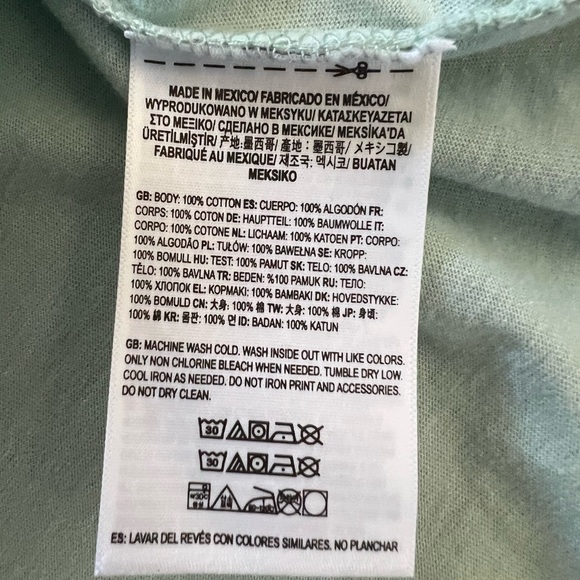 MADE IN MEXICO/ FABRICADO EN MÉXICO/
WYPRODUKOWANO W MEKSYKU/ ΚΑΤΑΣΚΕΥΑΖΕΤΑΙ
ΣΤΟ ΜΕΞΙΚΟ/ СДЕЛАНО В МЕКСИКЕ/ MEKSİKA'DA
ÜRETİLMİŞTİR/ 产地:墨西哥/ 產地:墨西哥/ メキシコ製/
FABRIQUÉ AU MEXIQUE/ 제조국: 멕시코/ BUATAN
MEKSIKO
GB: BODY: 100% COTTON ES: CUERPO: 100% ALGODÓN FR:
CORPS: 100% COTON DE: HAUPTTEIL: 100% BAUMWOLLE IT:
CORPO: 100% COTONE NL: LICHAAM: 100% KATOEN PT: CORPO:
100% ALGODÃO PL: TUŁÓW: 100% BAWEŁNA SE: KROPP:
100% BOMULL HU: TEST: 100% PAMUT SK: TELO: 100% BAVLNA CZ:
TĚLO: 100% BAVLNA TR: BEDEN: %100 PAMUK RU: ТЕЛО:
100% ХЛОПОК EL: ΚΟΡΜΑΚΙ: 100% ΒΑΜΒΑΚΙ DK: HOVEDSTYKKE:
100% BOMULD CN: 大身: 100% 棉 TW: 大身: 100% 棉 JP: 身頃:
100% 綿 KR: 몸판: 100% 면 ID: BADAN: 100% KATUN
GB: MACHINE WASH COLD. WASH INSIDE OUT WITH LIKE COLORS.
ONLY NON CHLORINE BLEACH WHEN NEEDED. TUMBLE DRY LOW.
COOL IRON AS NEEDED. DO NOT IRON PRINT AND ACCESSORIES.
DO NOT DRY CLEAN.
30
30
ES: LAVAR DEL REVÉS CON COLORES SIMILARES. NO PLANCHAR